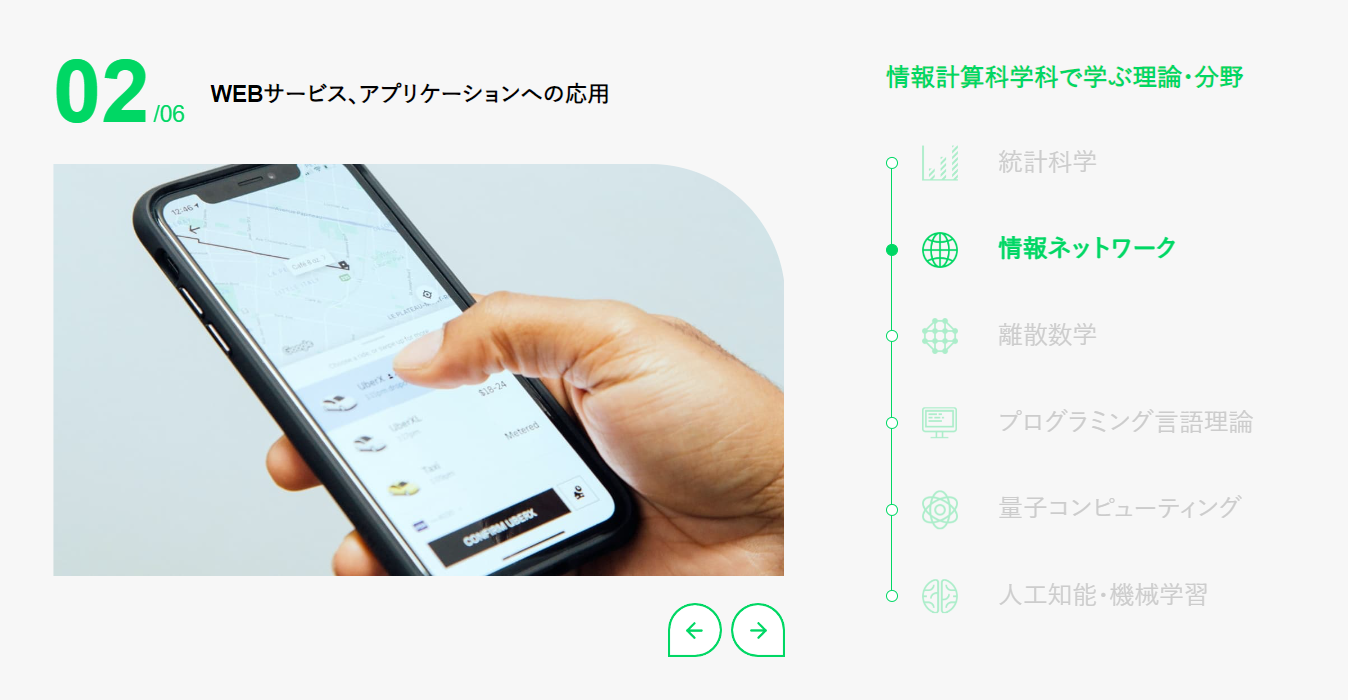 02 /06
WEBサービス、アプリケーションへの応用
12:46
UberX
$18-24
UberXL
Metered
Taxi
CONFIRM UBERX
情報計算科学科で学ぶ理論・分野
統計科学
情報ネットワーク
離散数学
プログラミング言語理論
量子コンピューティング
人工知能・機械学習